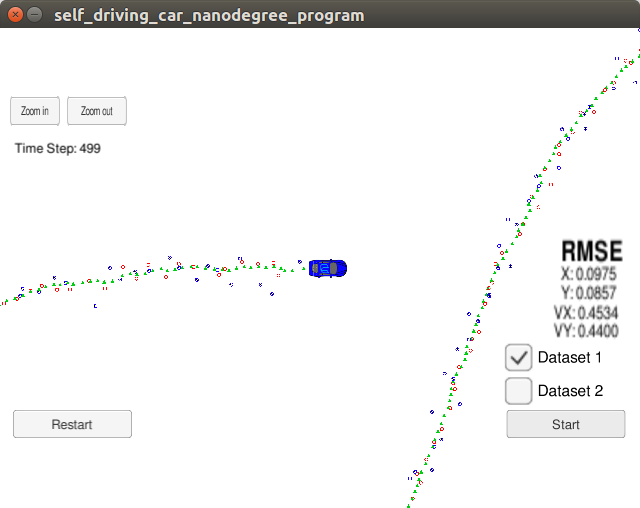 self_driving_car_nanodegree_program
Zoom in
Zoom out
Time Step: 499
RMSE
X: 0.0975
Y: 0.0857
VX: 0.4534
VY: 0.4400
Dataset 1
Dataset 2
Restart
Start